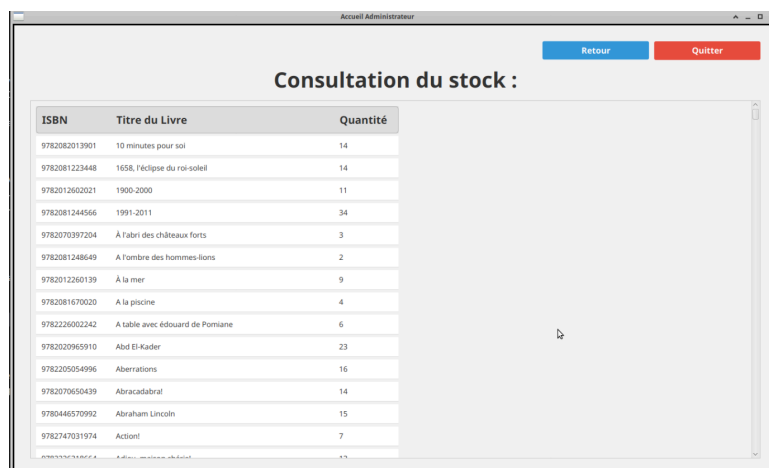 Accueil Administrateur
Retour Quitter
Consultation du stock :
ISBN Titre du Livre Quantité
9782082013901 10 minutes pour soi 14
9782081223448 1658, l'éclipse du roi-soleil 14
9782012602021 1900-2000 11
9782081244566 1991-2011 34
9782070397204 À l'abri des châteaux forts 3
9782081248649 A l'ombre des hommes-lions 2
9782012260139 À la mer 9
9782081670020 A la piscine 4
9782226002242 A table avec édouard de Pomiane 6
9782020965910 Abd El-Kader 23
9782205054996 Aberrations 16
9782070650439 Abracadabra! 14
9780446570992 Abraham Lincoln 15
9782747031974 Action! 7